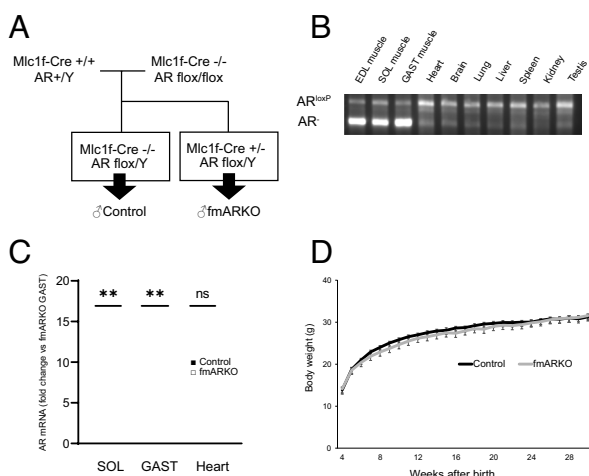 A
Mlc1f-Cre +/+
AR+/Y
Mlc1f-Cre -/-
AR flox/flox
Mlc1f-Cre -/-
AR flox/Y
Mlc1f-Cre +/-
AR flox/Y
♂Control
♂fmARKO
B
EDL muscle
SOL muscle
GAST muscle
Heart
Brain
Lung
Liver
Spleen
Kidney
Testis
ARloxP
AR-
C
AR mRNA (fold change vs fmARKO GAST)
20
15
10
5
0
**
**
ns
Control
fmARKO
SOL GAST Heart
D
Body weight (g)
40
30
20
10
0
Control
fmARKO
4 8 12 16 20 24 28
Weeks after birth